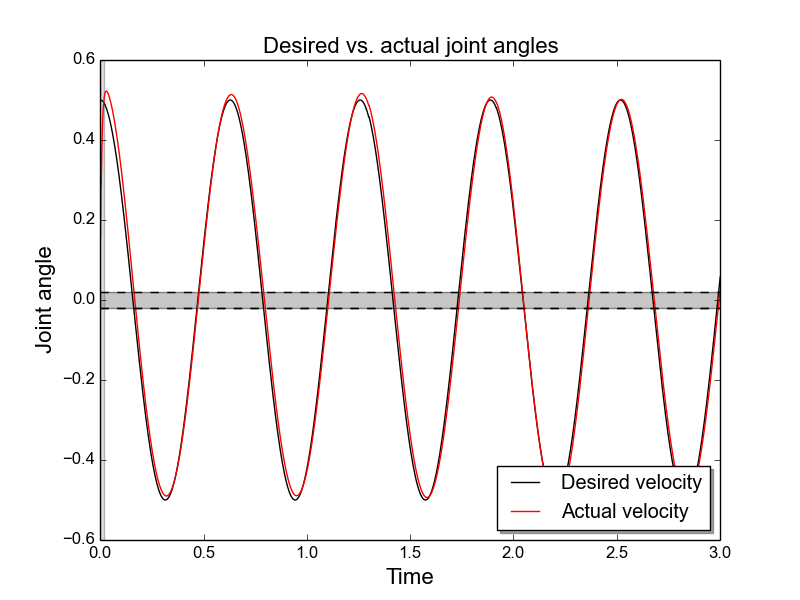 Desired vs. actual joint angles
0.6
0.4
0.2
0.0
−0.2
−0.4
−0.6
Joint angle
Desired velocity
Actual velocity
0.0 0.5 1.0 1.5 2.0 2.5 3.0
Time